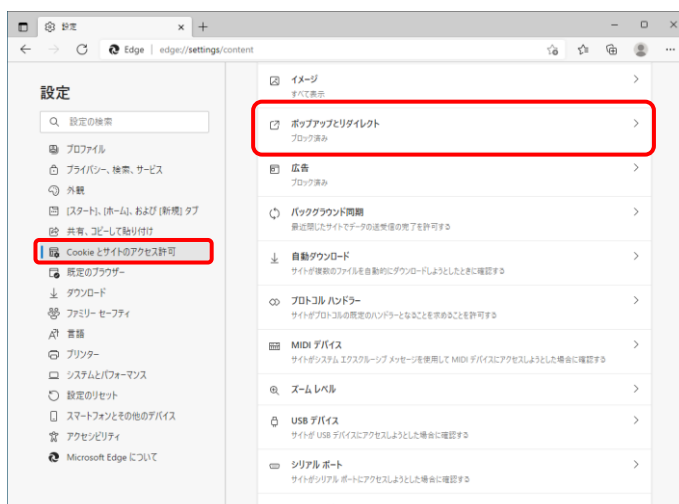 設定
Edge edge://settings/content
設定
設定の検索
プロファイル
プライバシー、検索、サービス
外観
[スタート]、[ホーム]、および [新規] タブ
共有、コピーして貼り付け
Cookie とサイトのアクセス許可
既定のブラウザー
ダウンロード
ファミリー セーフティ
言語
プリンター
システムとパフォーマンス
設定のリセット
スマートフォンとその他のデバイス
アクセシビリティ
Microsoft Edge について
イメージ
すべて表示
ポップアップとリダイレクト
ブロック済み
広告
ブロック済み
バックグラウンド同期
最近閉じたサイトでデータの送受信の完了を許可する
自動ダウンロード
サイトが複数のファイルを自動的にダウンロードしようとしたときに確認する
プロトコル ハンドラー
サイトがプロトコルの既定のハンドラーとなることを求めることを許可する
MIDI デバイス
サイトがシステム エクスクルーシブ メッセージを使用して MIDI デバイスにアクセスしようとした場合に確認する
ズーム レベル
USB デバイス
サイトが USB デバイスにアクセスしようとした場合に確認する
シリアル ポート
サイトがシリアル ポートにアクセスしようとした場合に確認する